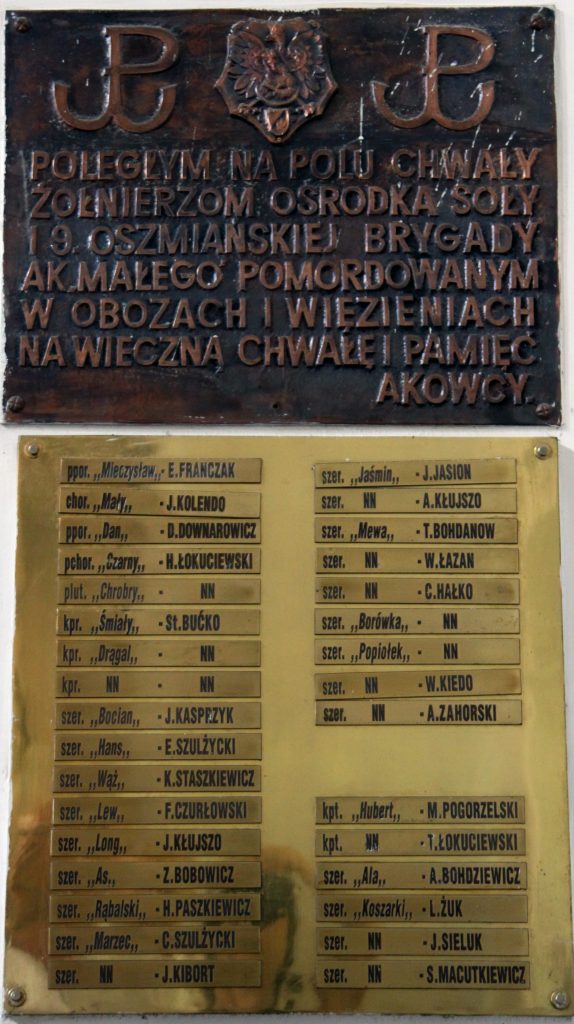 POLEGŁYM NA POLU CHWAŁY
ŻOŁNIERZOM OŚRODKA SOŁY
I 9. OSZMIAŃSKIEJ BRYGADY
AK MAŁEGO POMORDOWANYM
W OBOZACH I WIĘZIENIACH
NA WIECZNĄ CHWAŁĘ I PAMIĘĆ
AKOWCY.
ppor. „Mieczysław„ - E. FRANCZAK
chor. „Mały„ - J.KOLENDO
ppor. „Dan„ - D.DOWNAROWICZ
pchor. „Czarny„ - H.ŁOKUCIEWSKI
plut. „Chrobry„ - NN
kpr. „Śmiały„ - St.BUĆKO
kpr. „Drągal„ - NN
kpr. NN - NN
szer. „Bocian„ - J.KASPRZYK
szer. „Hans„ - E.SZULŻYCKI
szer. „Wąż„ - K.STASZKIEWICZ
szer. „Lew„ - F.CZURŁOWSKI
szer. „Long„ - J.KŁUJSZO
szer. „As„ - Z.BOBOWICZ
szer. „Rąbalski„ - H.PASZKIEWICZ
szer. „Marzec„ - C.SZULŻYCKI
szer. NN - J.KIBORT
szer. „Jaśmin„ - J.JASION
szer. NN - A.KŁUJSZO
szer. „Mewa„ - T.BOHDANOW
szer. NN - W.ŁAZAN
szer. NN - C.HAŁKO
szer. „Borówka„ - NN
szer. „Popiołek„ - NN
szer. NN - W.KIEDO
szer. NN - A.ZAHORSKI
kpt. „Hubert„ - M.POGORZELSKI
kpt. NN - T.ŁOKUCIEWSKI
szer. „Ala„ - A.BOHDZIEWICZ
szer. „Koszarki„ - L.ŻUK
szer. NN - J.SIELUK
szer. NN - S.MACUTKIEWICZ